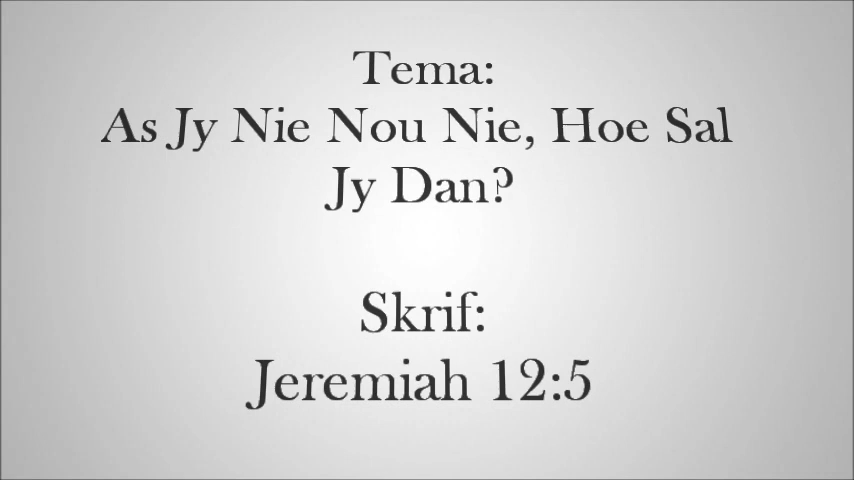 Tema:
As Jy Nie Nou Nie, Hoe Sal
Jy Dan?
Skrif:
Jeremiah 12:5